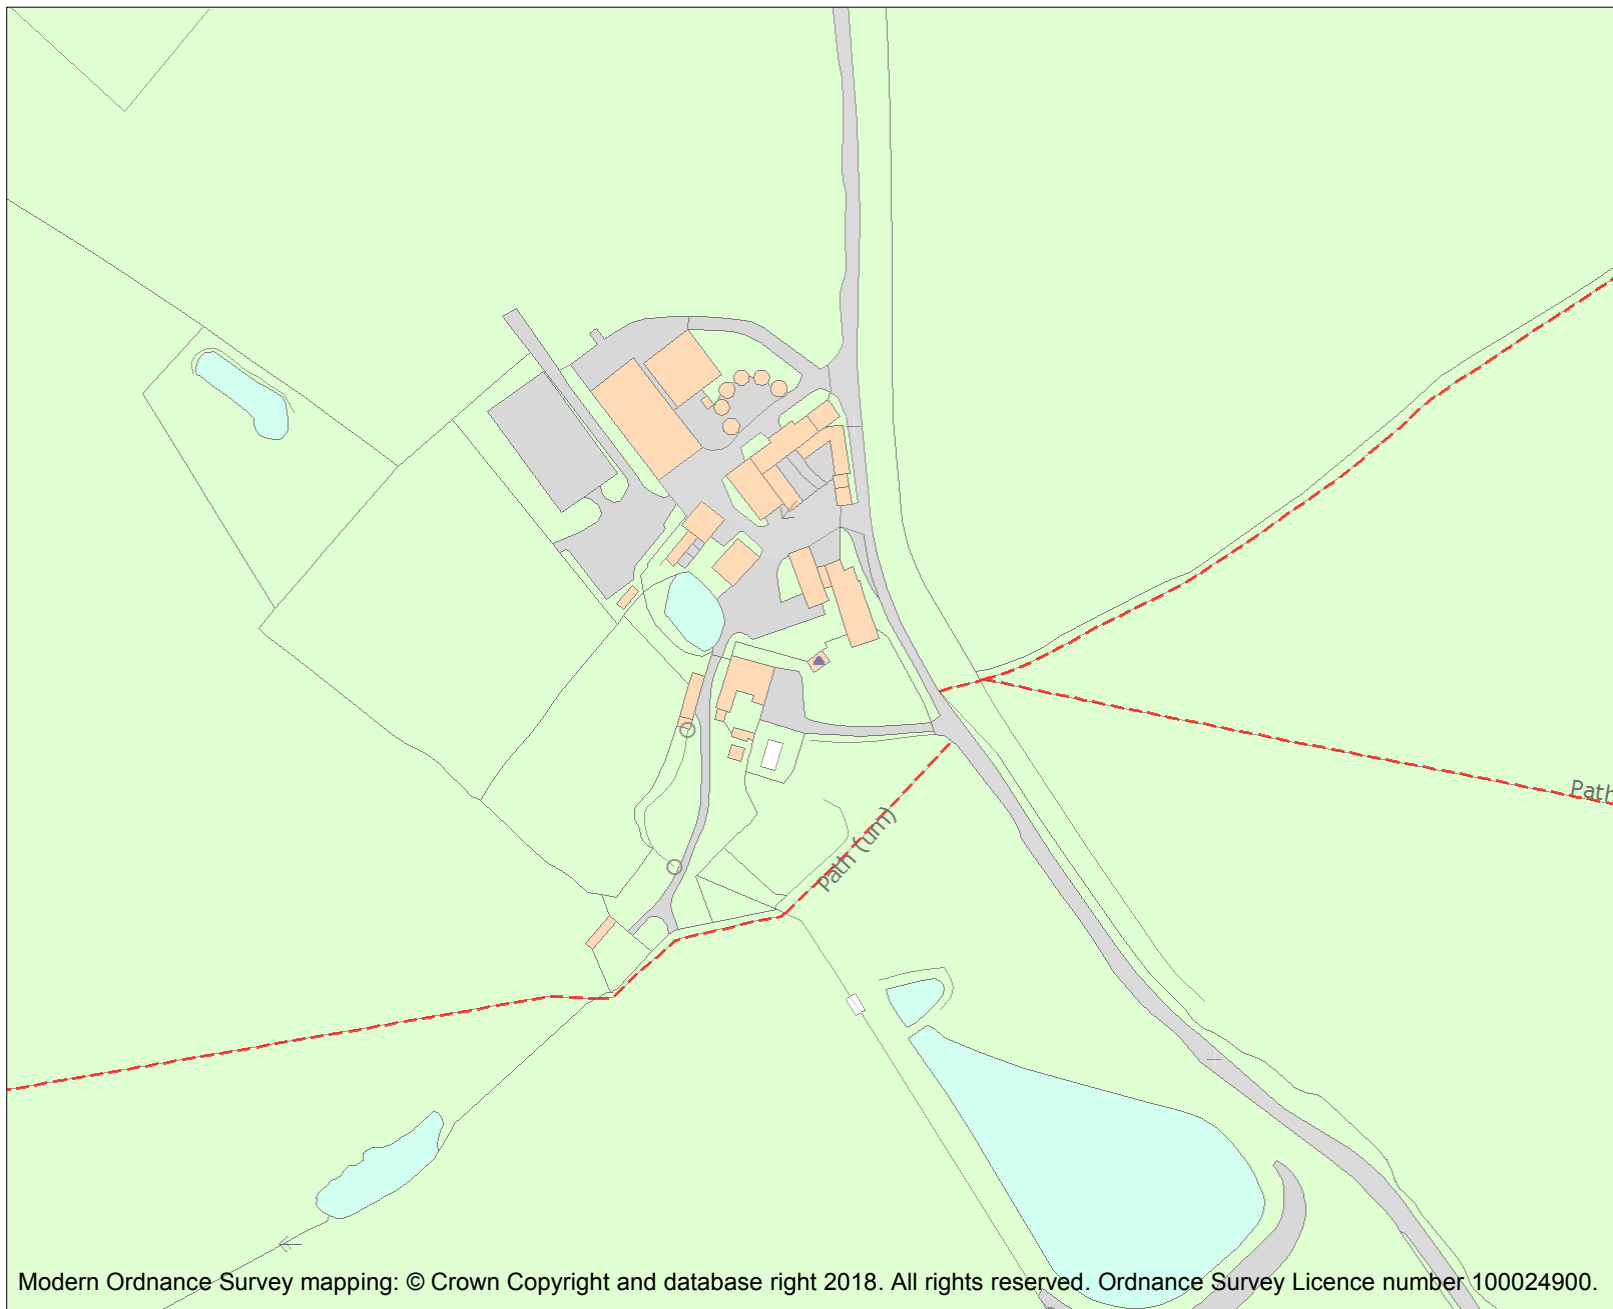 Path
Path (um)
Modern Ordnance Survey mapping: © Crown Copyright and database right 2018. All rights reserved. Ordnance Survey Licence number 100024900.